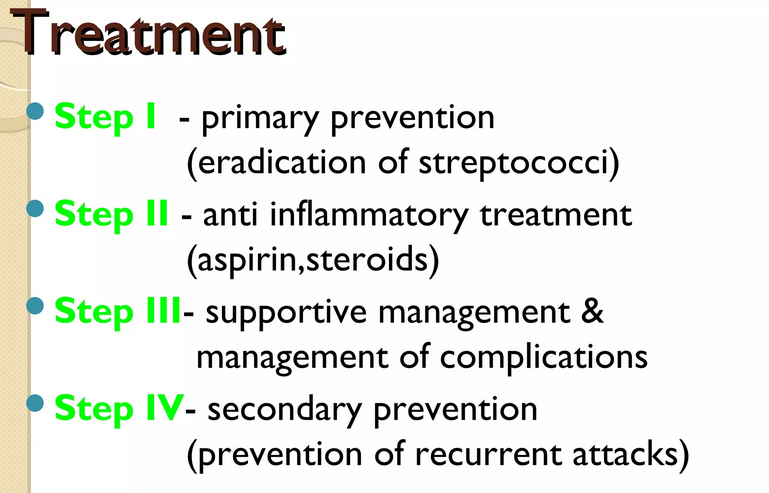 Treatment
Step I - primary prevention
(eradication of streptococci)
Step II - anti inflammatory treatment
(aspirin,steroids)
Step III- supportive management &
management of complications
Step IV- secondary prevention
(prevention of recurrent attacks)